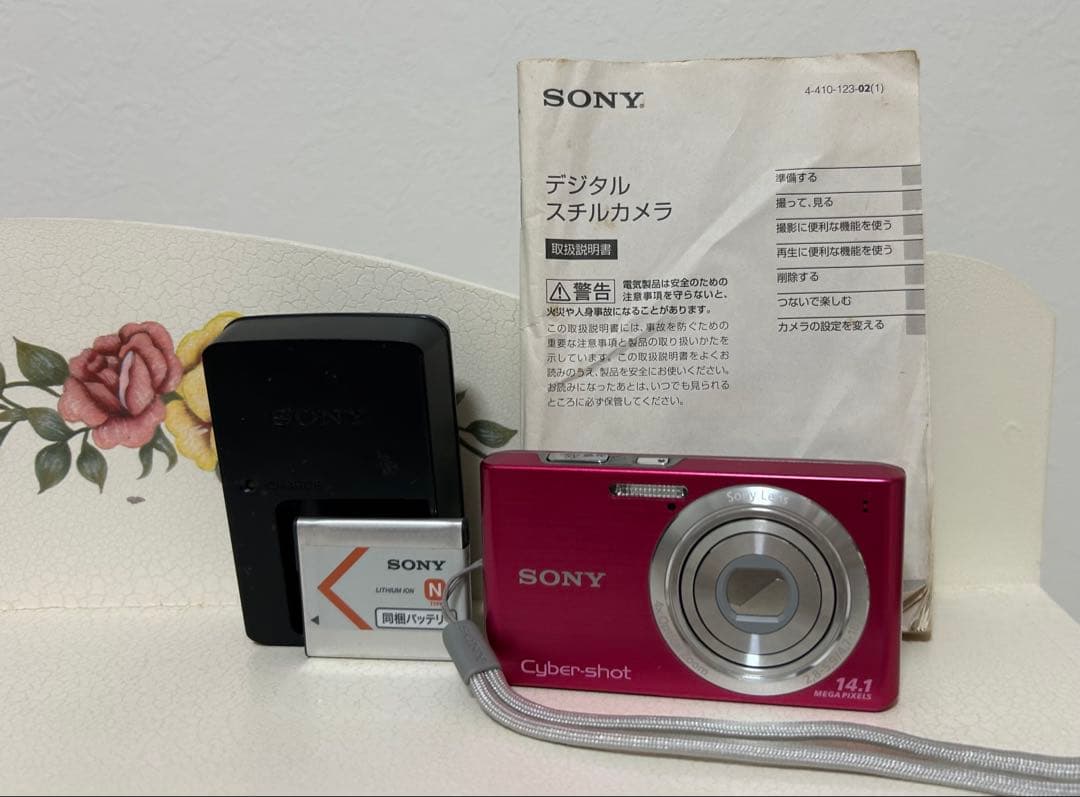 SONY
4-410-123-02(1)
デジタル
スチルカメラ
取扱説明書
警告
電気製品は安全のための
注意事項を守らないと、
火災や人身事故になることがあります。
この取扱説明書には、事故を防ぐための
重要な注意事項と製品の取り扱いかたを
示しています。この取扱説明書をよくお
読みのうえ、製品を安全にお使いください。
お読みになったあとは、いつでも見られる
ところに必ず保管してください。
準備する
撮って、見る
撮影に便利な機能を使う
再生に便利な機能を使う
削除する
つないで楽しむ
カメラの設定を変える
SONY
CHARGE
SONY
LITHIUM ION
N
TYPE
同梱バッテリ
Sony Lens
SONY
Cyber-shot
14.1
MEGA PIXELS
SONY